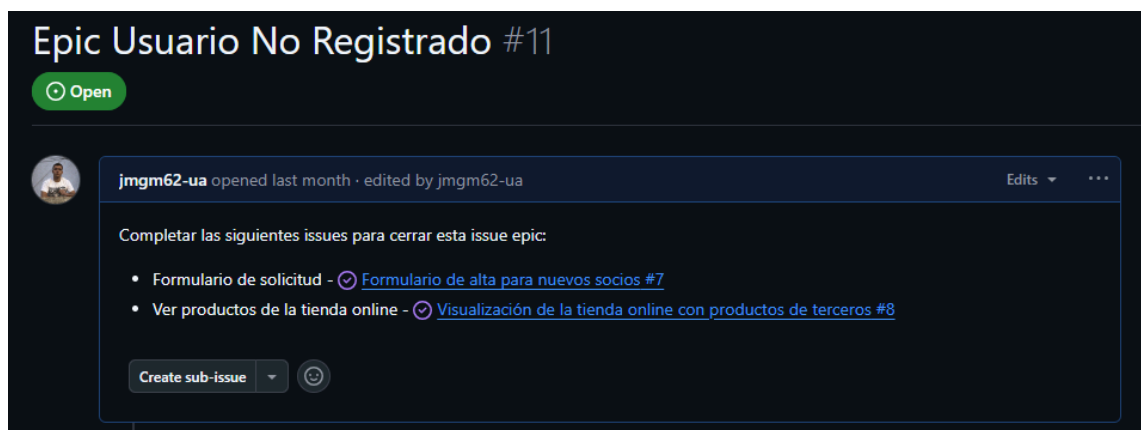 Epic Usuario No Registrado #11
Open
jmgm62-ua opened last month · edited by jmgm62-ua Edits
Completar las siguientes issues para cerrar esta issue epic:
• Formulario de solicitud - Formulario de alta para nuevos socios #7
• Ver productos de la tienda online - Visualización de la tienda online con productos de terceros #8
Create sub-issue